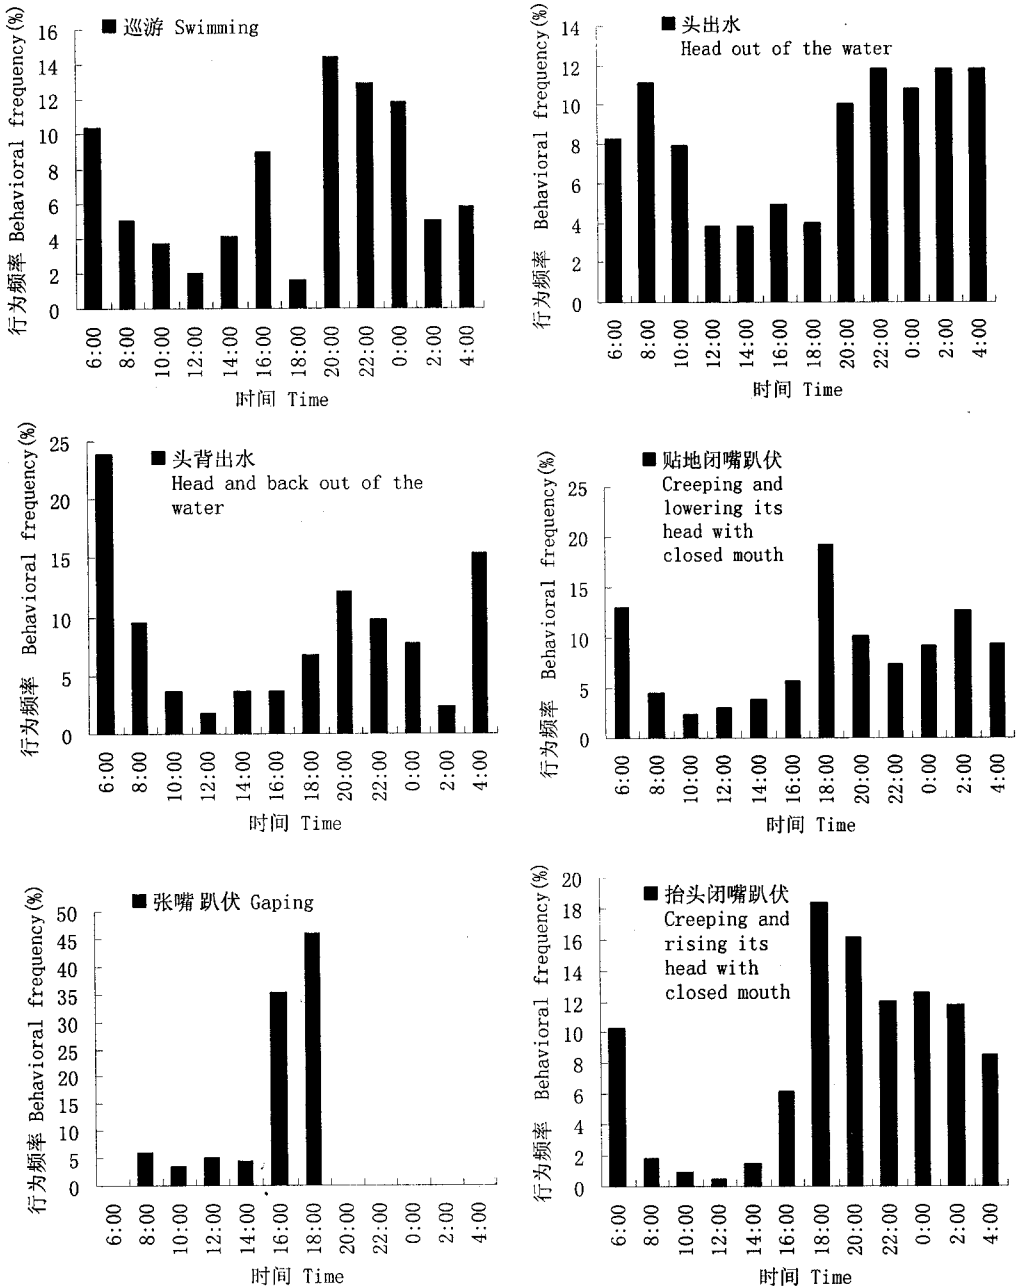 ■ 巡游 Swimming
行为频率 Behavioral frequency(%)
16
14
12
10
8
6
4
2
0
6:00 8:00 10:00 12:00 14:00 16:00 18:00 20:00 22:00 0:00 2:00 4:00
时间 Time
■ 头出水
Head out of the water
行为频率 Behavioral frequency(%)
14
12
10
8
6
4
2
0
6:00 8:00 10:00 12:00 14:00 16:00 18:00 20:00 22:00 0:00 2:00 4:00
时间 Time
■ 头背出水
Head and back out of the
water
行为频率 Behavioral frequency(%)
25
20
15
10
5
0
6:00 8:00 10:00 12:00 14:00 16:00 18:00 20:00 22:00 0:00 2:00 4:00
时间 Time
■ 贴地闭嘴趴伏
Creeping and
lowering its
head with
closed mouth
行为频率 Behavioral frequency(%)
25
20
15
10
5
0
6:00 8:00 10:00 12:00 14:00 16:00 18:00 20:00 22:00 0:00 2:00 4:00
时间 Time
■ 张嘴趴伏 Gaping
行为频率 Behavioral frequency(%)
50
45
40
35
30
25
20
15
10
5
0
6:00 8:00 10:00 12:00 14:00 16:00 18:00 20:00 22:00 0:00 2:00 4:00
时间 Time
■ 抬头闭嘴趴伏
Creeping and
rising its
head with
closed mouth
行为频率 Behavioral frequency(%)
20
18
16
14
12
10
8
6
4
2
0
6:00 8:00 10:00 12:00 14:00 16:00 18:00 20:00 22:00 0:00 2:00 4:00
时间 Time